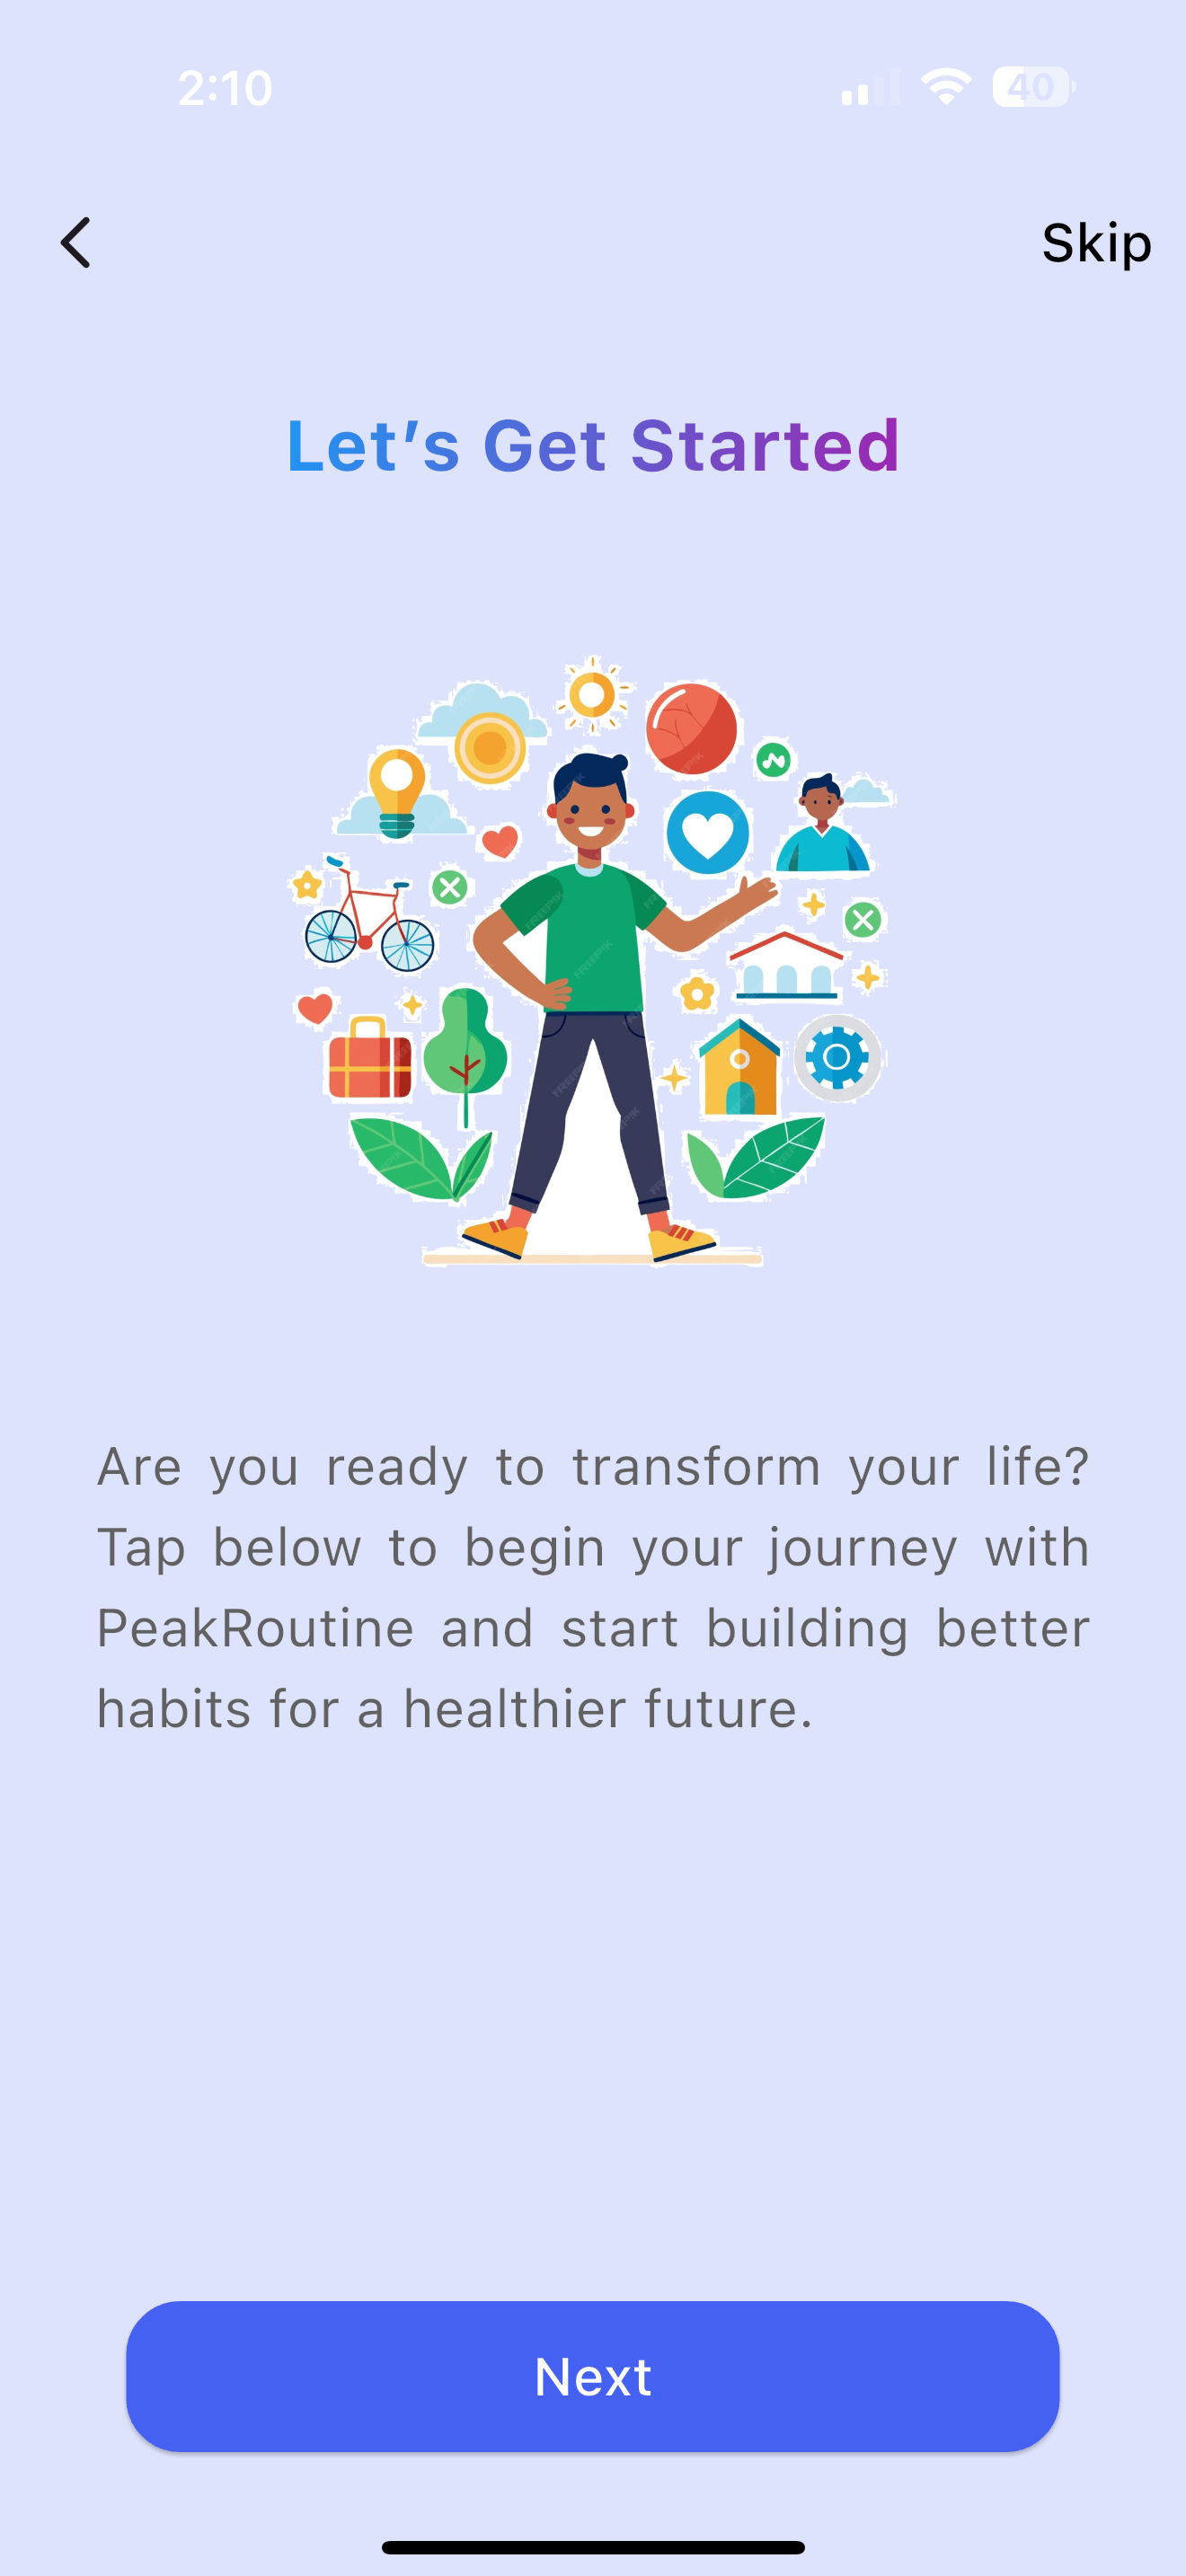 2:10
40
Skip
Let’s Get Started
FREEPIK
Are you ready to transform your life?
Tap below to begin your journey with
PeakRoutine and start building better
habits for a healthier future.
Next